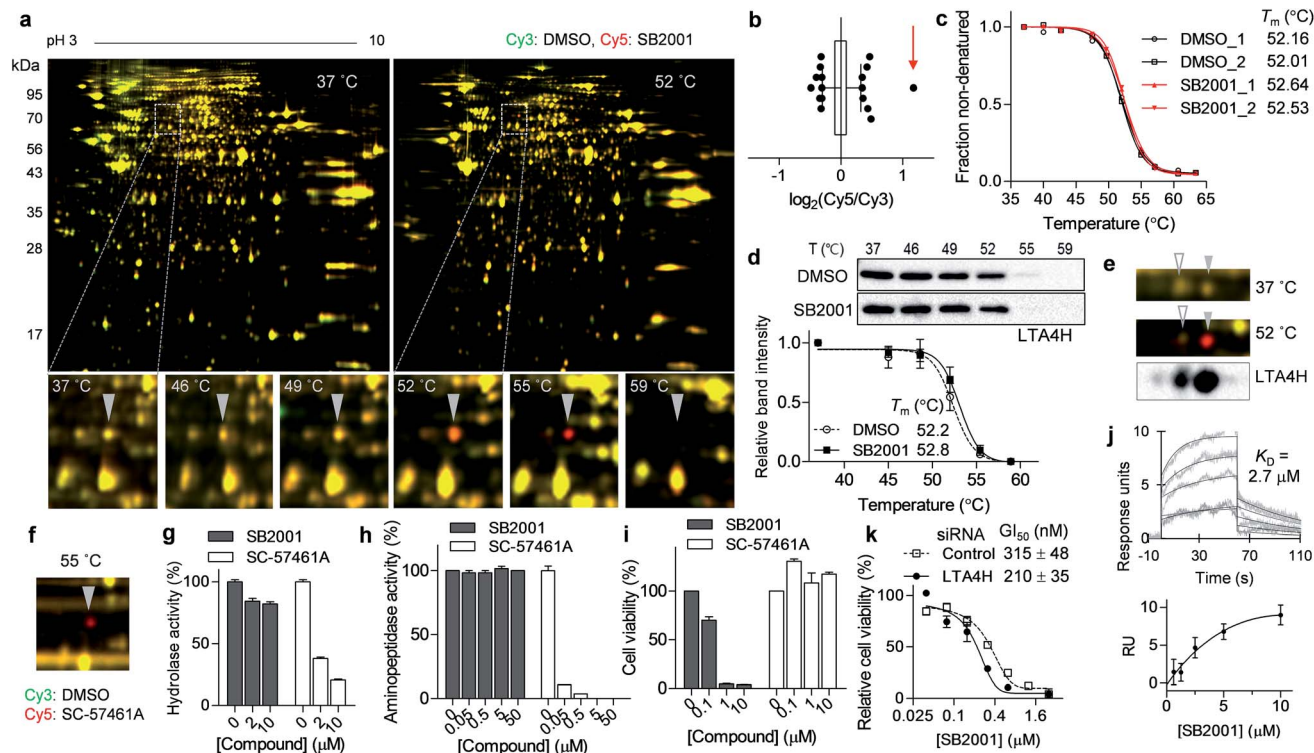 a
pH 3
10
Cy3: DMSO, Cy5: SB2001
kDa
95
70
56
43
35
28
17
37 ˚C
52 ˚C
37 ˚C
46 ˚C
49 ˚C
52 ˚C
55 ˚C
59 ˚C
b
-1
0
1
log2(Cy5/Cy3)
c
Fraction non-denatured
1.0
0.5
0.0
35 40 45 50 55 60 65
Temperature (°C)
Tm (°C)
DMSO_1 52.16
DMSO_2 52.01
SB2001_1 52.64
SB2001_2 52.53
d
T (℃) 37 46 49 52 55 59
DMSO
SB2001
LTA4H
Relative band intensity
1.0
0.5
0.0
Tm (°C)
DMSO 52.2
SB2001 52.8
40 45 50 55 60
Temperature (°C)
e
37 ˚C
52 ˚C
LTA4H
f
55 ˚C
Cy3: DMSO
Cy5: SC-57461A
g
SB2001
SC-57461A
Hydrolase activity (%)
100
50
0
0 2 10 0 2 10
[Compound] (μM)
h
Aminopeptidase activity (%)
100
50
0
0 0.05 0.5 5 50 0 0.05 0.5 5 50
[Compound] (μM)
i
SB2001
SC-57461A
Cell viability (%)
100
50
0
0 0.1 1 10 0 0.1 1 10
[Compound] (μM)
j
Response units
10
5
0
KD =
2.7 μM
-10 20 50 80 110
Time (s)
RU
10
5
0
0 5 10
[SB2001] (μM)
k
siRNA GI50 (nM)
Control 315 ± 48
LTA4H 210 ± 35
Relative cell viability (%)
100
50
0
0.025 0.1 0.4 1.6
[SB2001] (μM)